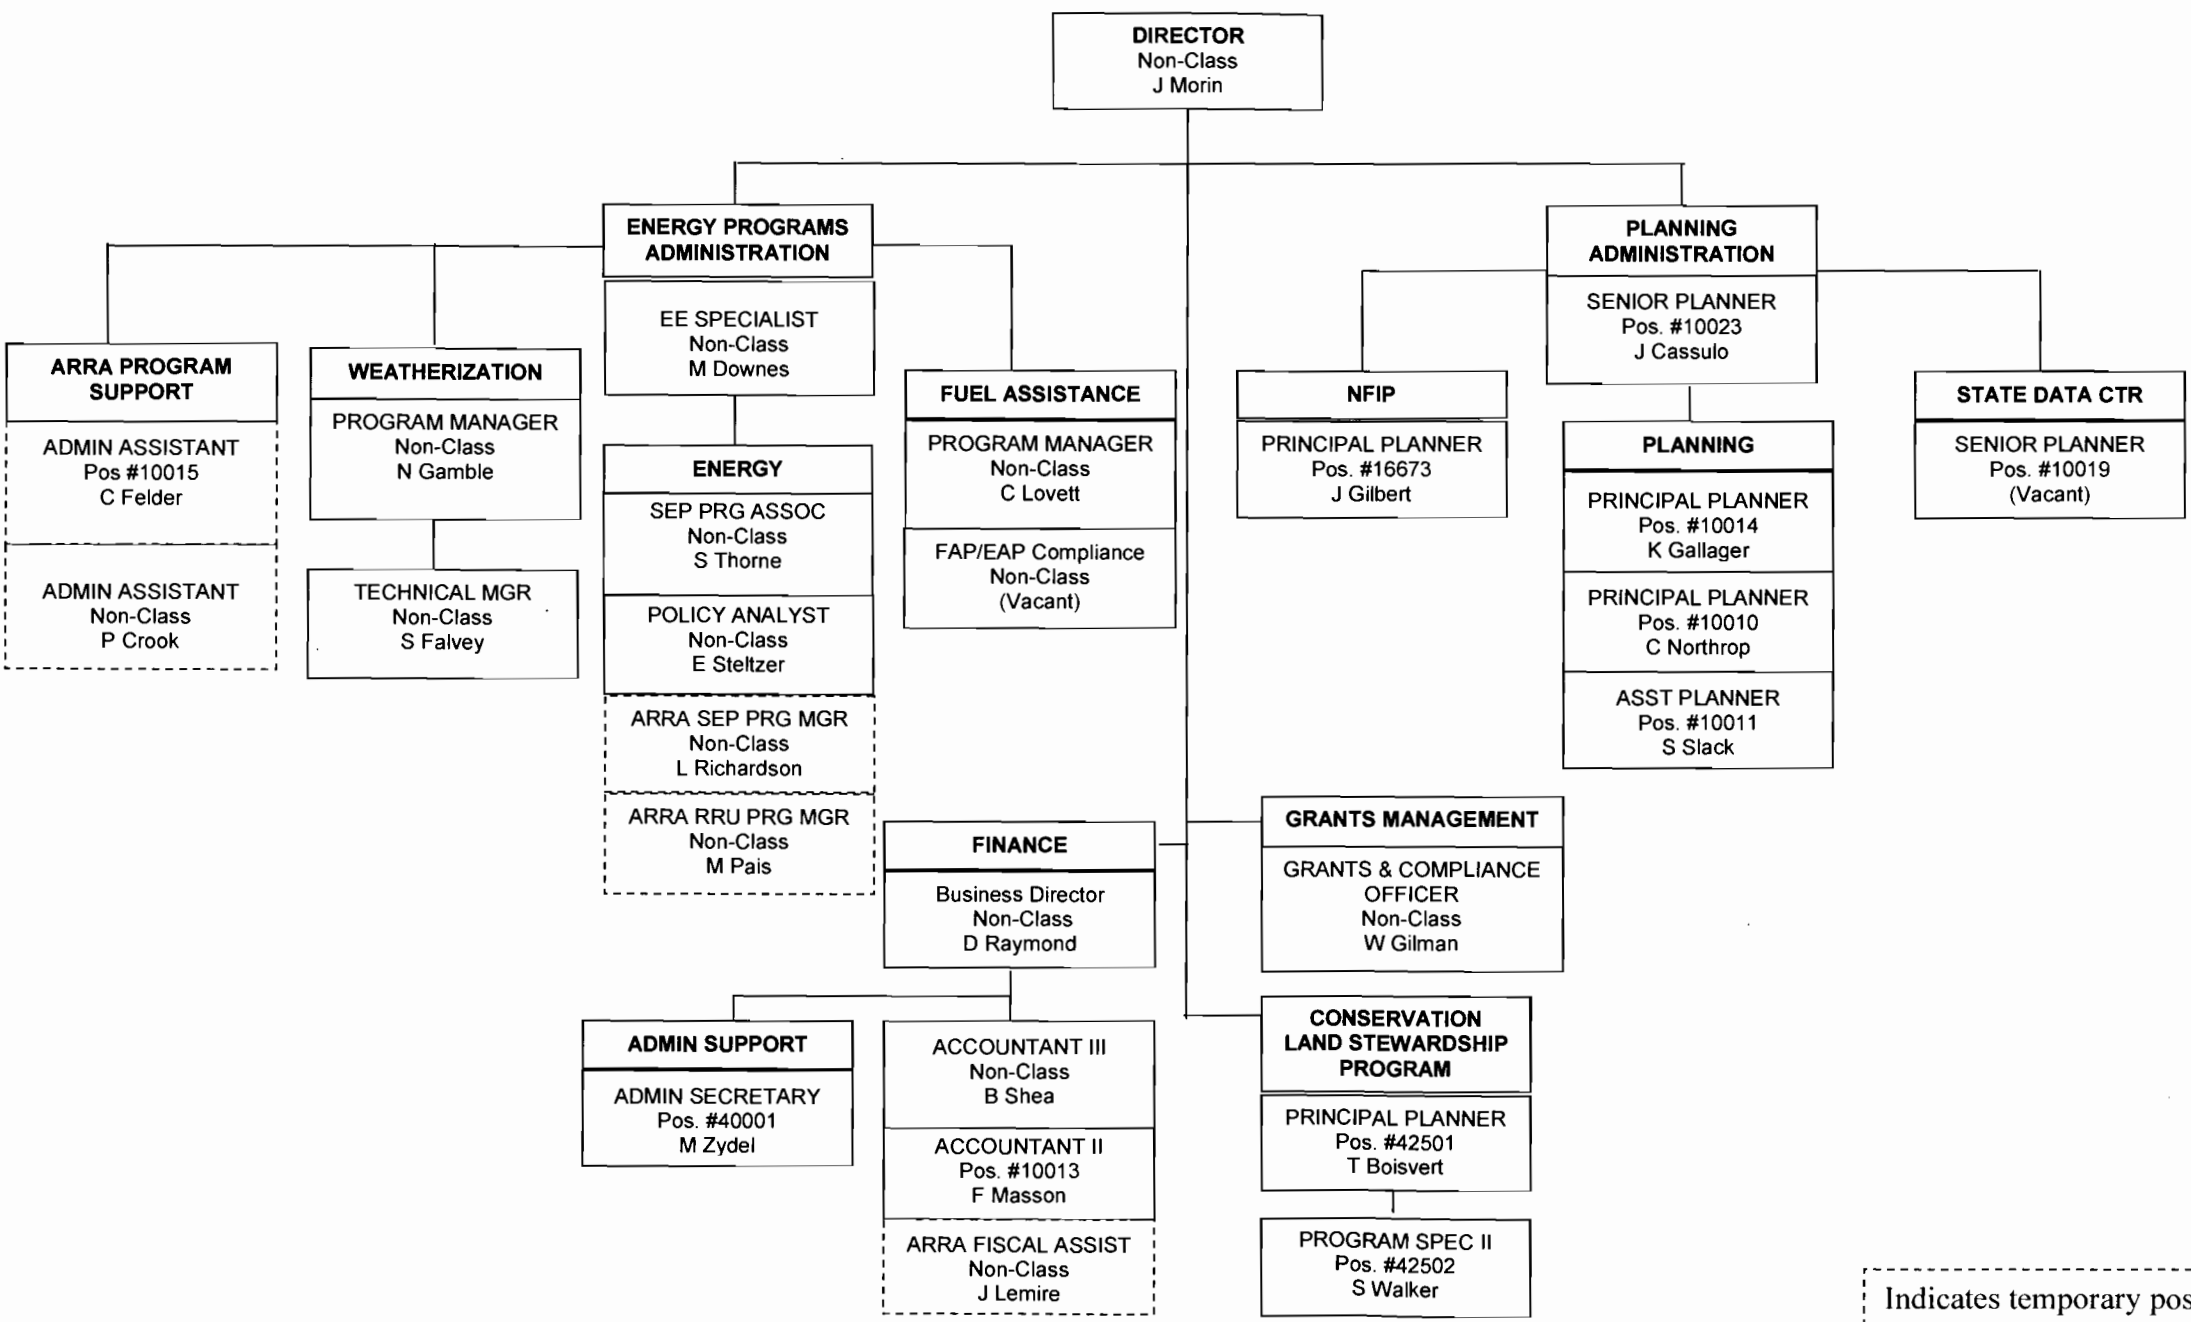 DIRECTOR
Non-Class
J Morin
ENERGY PROGRAMS
ADMINISTRATION
EE SPECIALIST
Non-Class
M Downes
PLANNING
ADMINISTRATION
SENIOR PLANNER
Pos. #10023
J Cassulo
ARRA PROGRAM
SUPPORT
ADMIN ASSISTANT
Pos #10015
C Felder
ADMIN ASSISTANT
Non-Class
P Crook
WEATHERIZATION
PROGRAM MANAGER
Non-Class
N Gamble
TECHNICAL MGR
Non-Class
S Falvey
ENERGY
SEP PRG ASSOC
Non-Class
S Thorne
POLICY ANALYST
Non-Class
E Steltzer
ARRA SEP PRG MGR
Non-Class
L Richardson
ARRA RRU PRG MGR
Non-Class
M Pais
FUEL ASSISTANCE
PROGRAM MANAGER
Non-Class
C Lovett
FAP/EAP Compliance
Non-Class
(Vacant)
NFIP
PRINCIPAL PLANNER
Pos. #16673
J Gilbert
PLANNING
PRINCIPAL PLANNER
Pos. #10014
K Gallager
PRINCIPAL PLANNER
Pos. #10010
C Northrop
ASST PLANNER
Pos. #10011
S Slack
STATE DATA CTR
SENIOR PLANNER
Pos. #10019
(Vacant)
FINANCE
Business Director
Non-Class
D Raymond
GRANTS MANAGEMENT
GRANTS & COMPLIANCE
OFFICER
Non-Class
W Gilman
ADMIN SUPPORT
ADMIN SECRETARY
Pos. #40001
M Zydel
ACCOUNTANT III
Non-Class
B Shea
ACCOUNTANT II
Pos. #10013
F Masson
ARRA FISCAL ASSIST
Non-Class
J Lemire
CONSERVATION
LAND STEWARDSHIP
PROGRAM
PRINCIPAL PLANNER
Pos. #42501
T Boisvert
PROGRAM SPEC II
Pos. #42502
S Walker
Indicates temporary pos